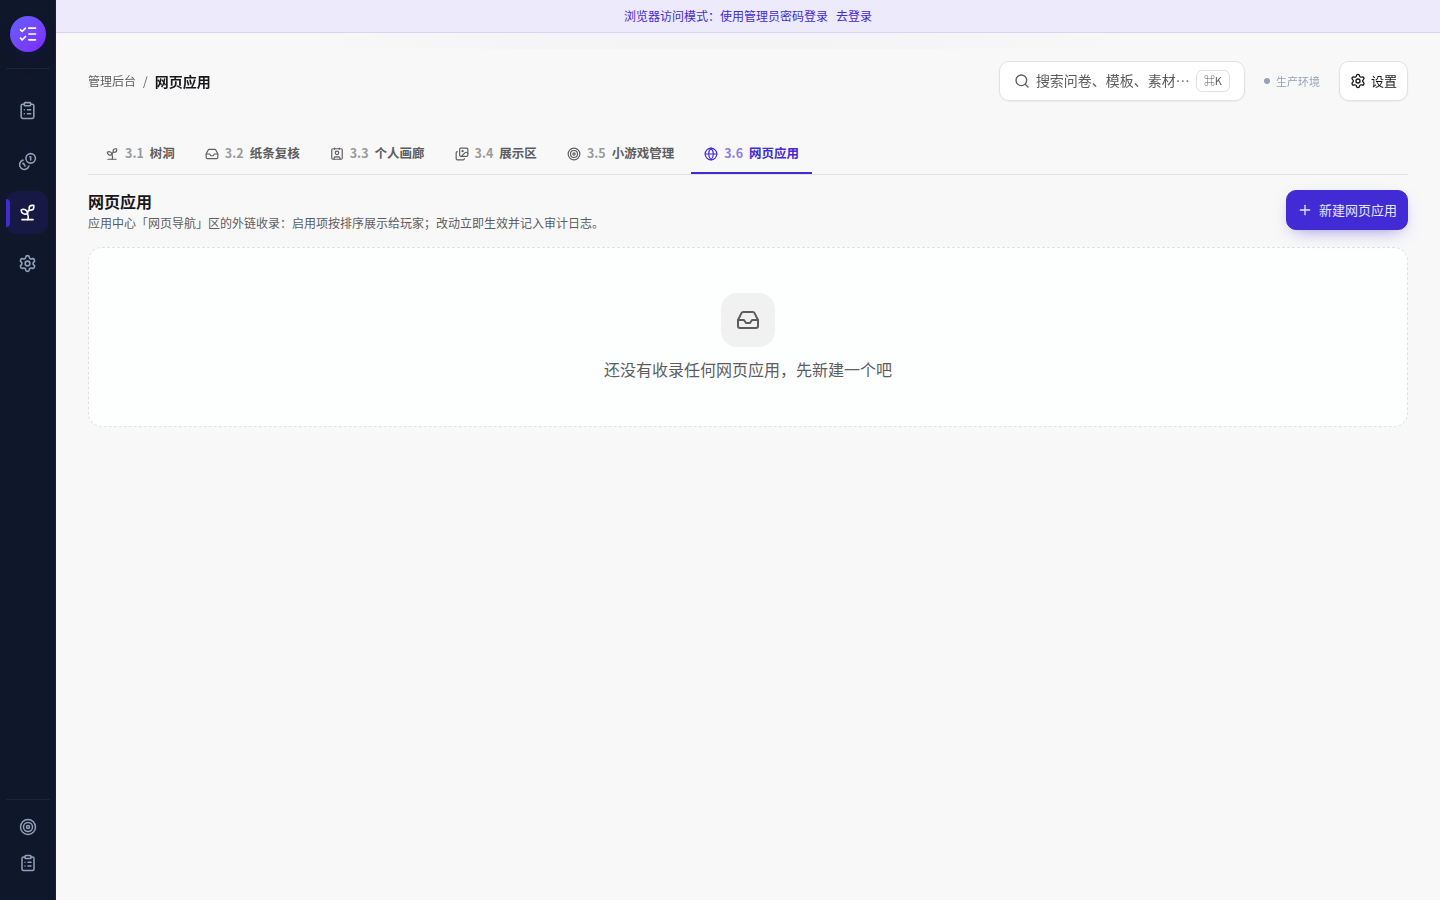 浏览器访问模式：使用管理员密码登录 去登录
管理后台 / 网页应用
搜索问卷、模板、素材… ⌘K
生产环境
设置
3.1 树洞
3.2 纸条复核
3.3 个人画廊
3.4 展示区
3.5 小游戏管理
3.6 网页应用
网页应用
应用中心「网页导航」区的外链收录：启用项按排序展示给玩家；改动立即生效并记入审计日志。
新建网页应用
还没有收录任何网页应用，先新建一个吧